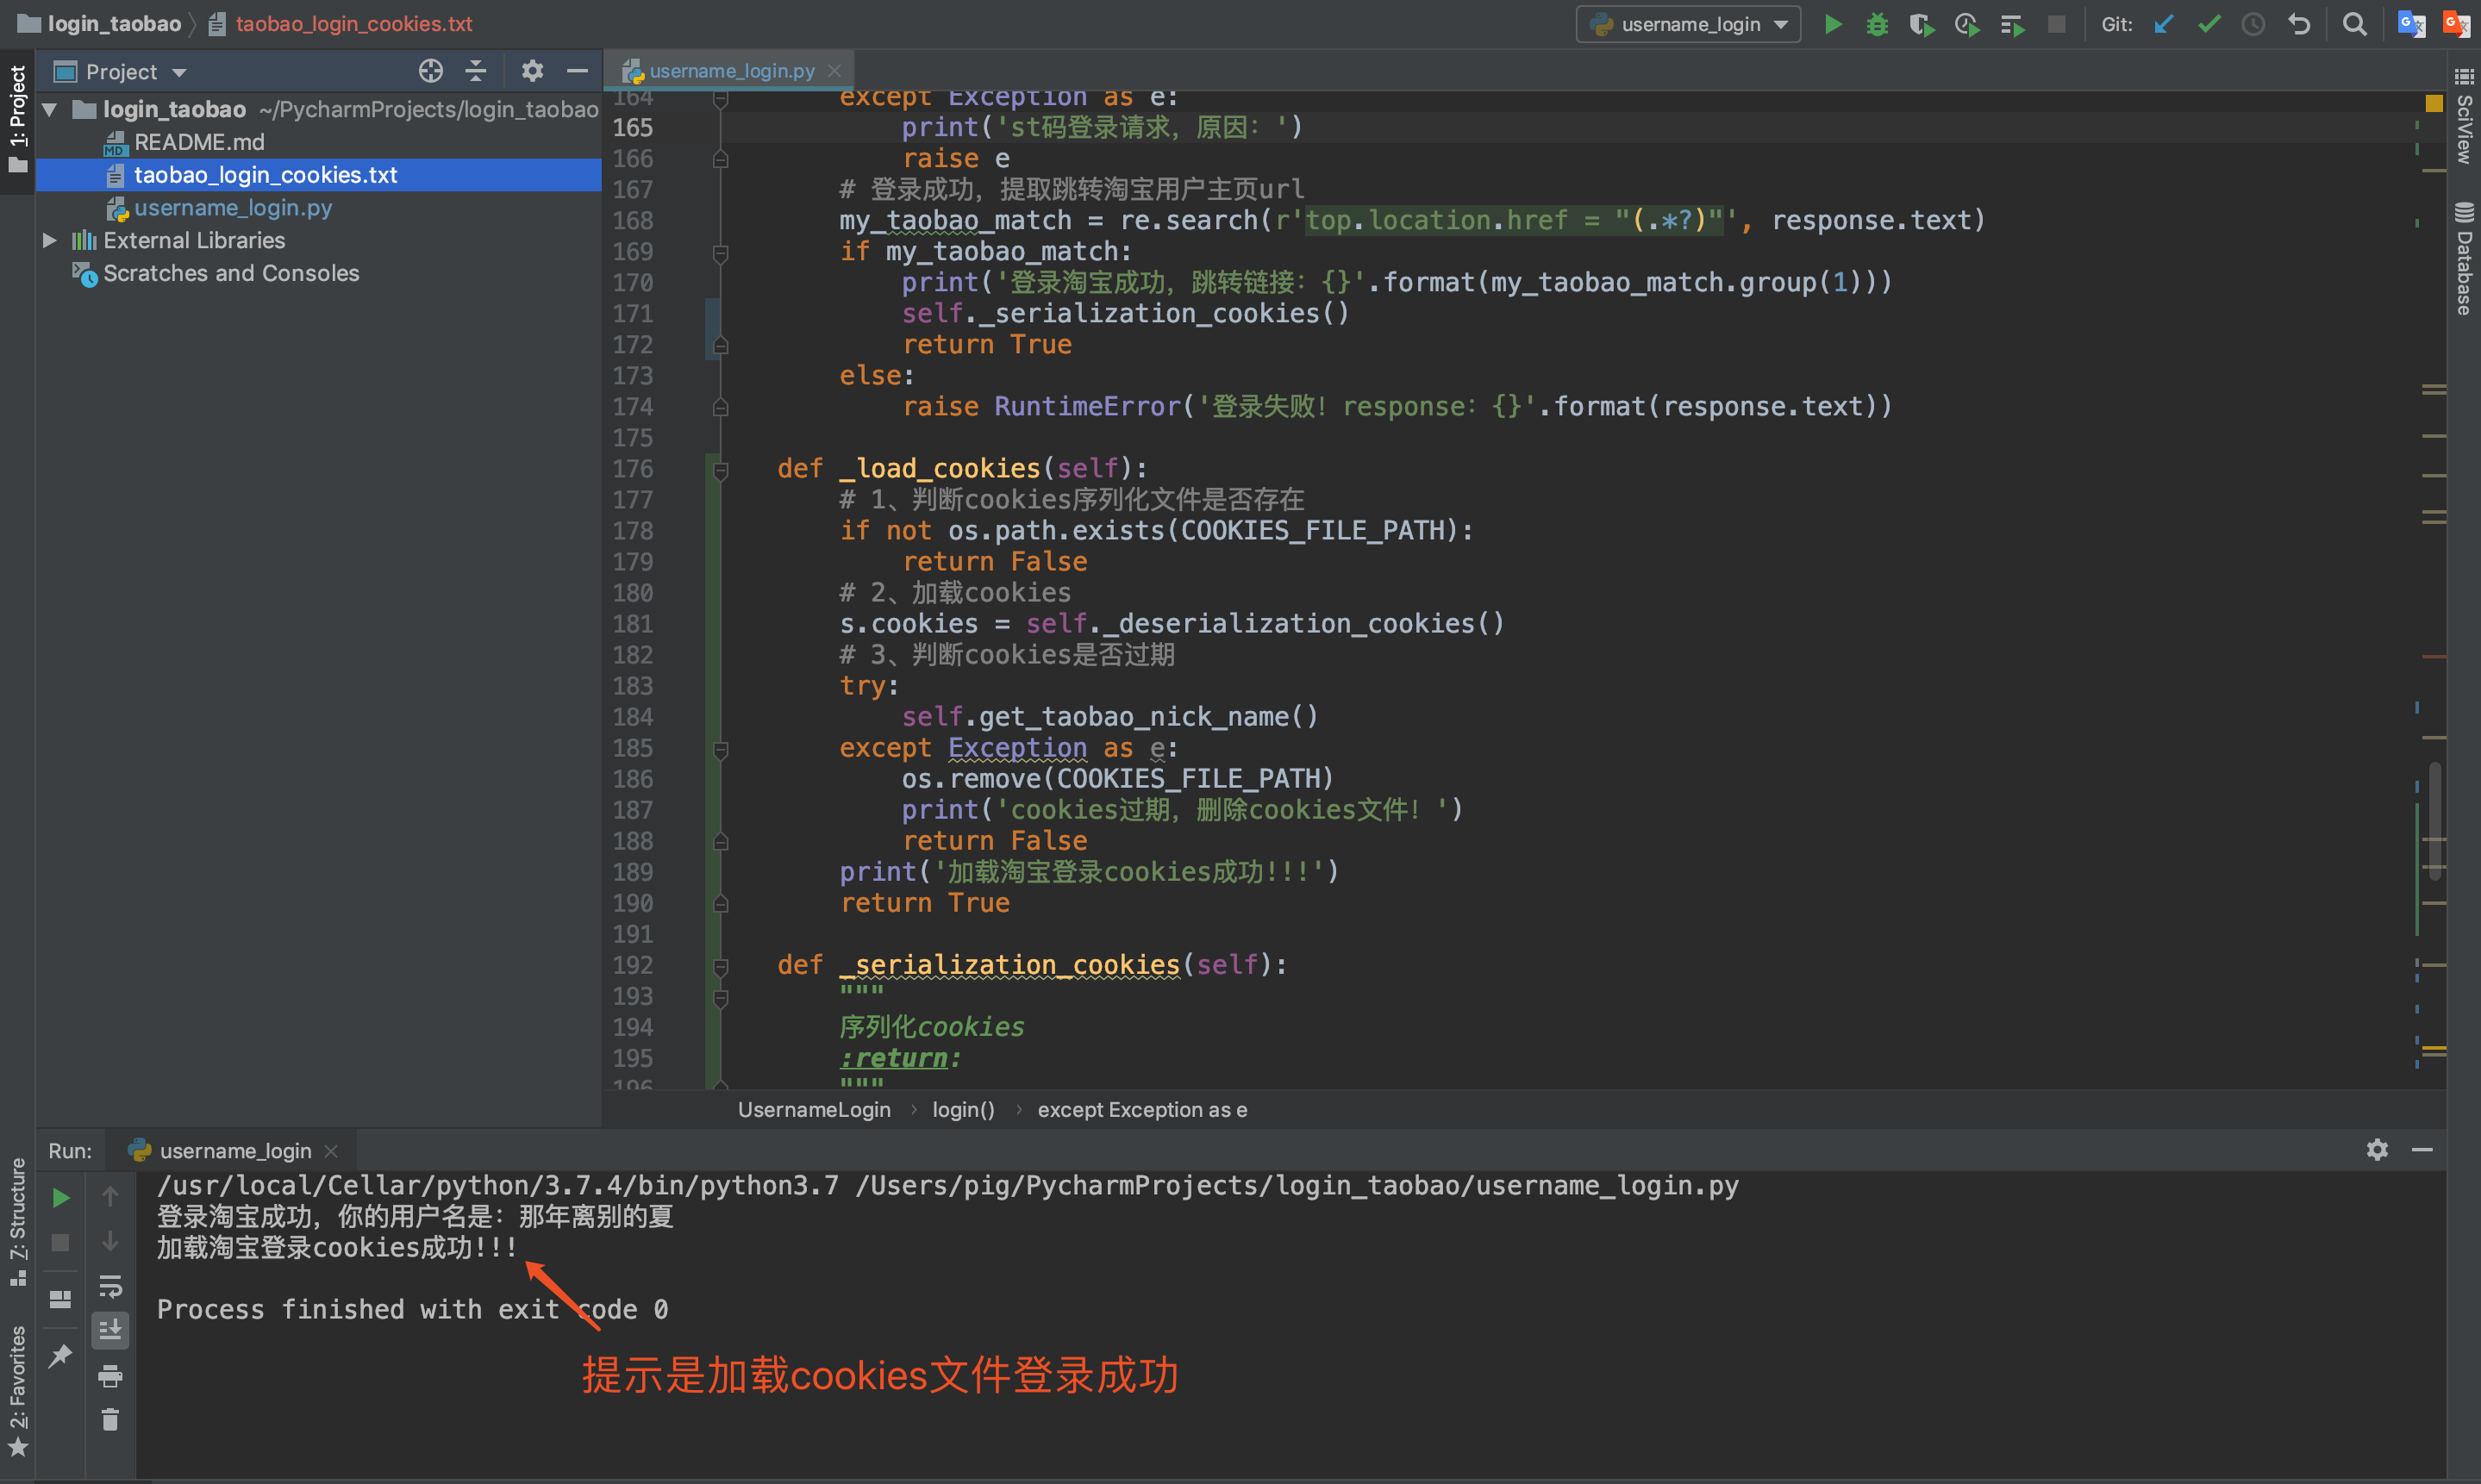 login_taobao
taobao_login_cookies.txt
username_login
Git:
1: Project
Project
login_taobao ~/PycharmProjects/login_taobao
README.md
taobao_login_cookies.txt
username_login.py
External Libraries
Scratches and Consoles
username_login.py
164 except Exception as e:
165 print('st码登录请求，原因：')
166 raise e
167 # 登录成功，提取跳转淘宝用户主页url
168 my_taobao_match = re.search(r'top.location.href = "(.*?)"', response.text)
169 if my_taobao_match:
170 print('登录淘宝成功，跳转链接：{}'.format(my_taobao_match.group(1)))
171 self._serialization_cookies()
172 return True
173 else:
174 raise RuntimeError('登录失败！response：{}'.format(response.text))
175
176 def _load_cookies(self):
177 # 1、判断cookies序列化文件是否存在
178 if not os.path.exists(COOKIES_FILE_PATH):
179 return False
180 # 2、加载cookies
181 s.cookies = self._deserialization_cookies()
182 # 3、判断cookies是否过期
183 try:
184 self.get_taobao_nick_name()
185 except Exception as e:
186 os.remove(COOKIES_FILE_PATH)
187 print('cookies过期，删除cookies文件！')
188 return False
189 print('加载淘宝登录cookies成功!!!')
190 return True
191
192 def _serialization_cookies(self):
193 """
194 序列化cookies
195 :return:
196 """
UsernameLogin › login() › except Exception as e
SciView
Database
Run: username_login
7: Structure
2: Favorites
/usr/local/Cellar/python/3.7.4/bin/python3.7 /Users/pig/PycharmProjects/login_taobao/username_login.py
登录淘宝成功，你的用户名是：那年离别的夏
加载淘宝登录cookies成功!!!
Process finished with exit code 0
提示是加载cookies文件登录成功